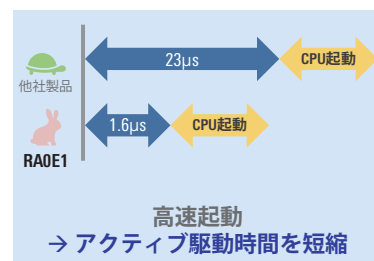 23µs
CPU起動
他社製品
1.6µs
CPU起動
RA0E1
高速起動
→ アクティブ駆動時間を短縮